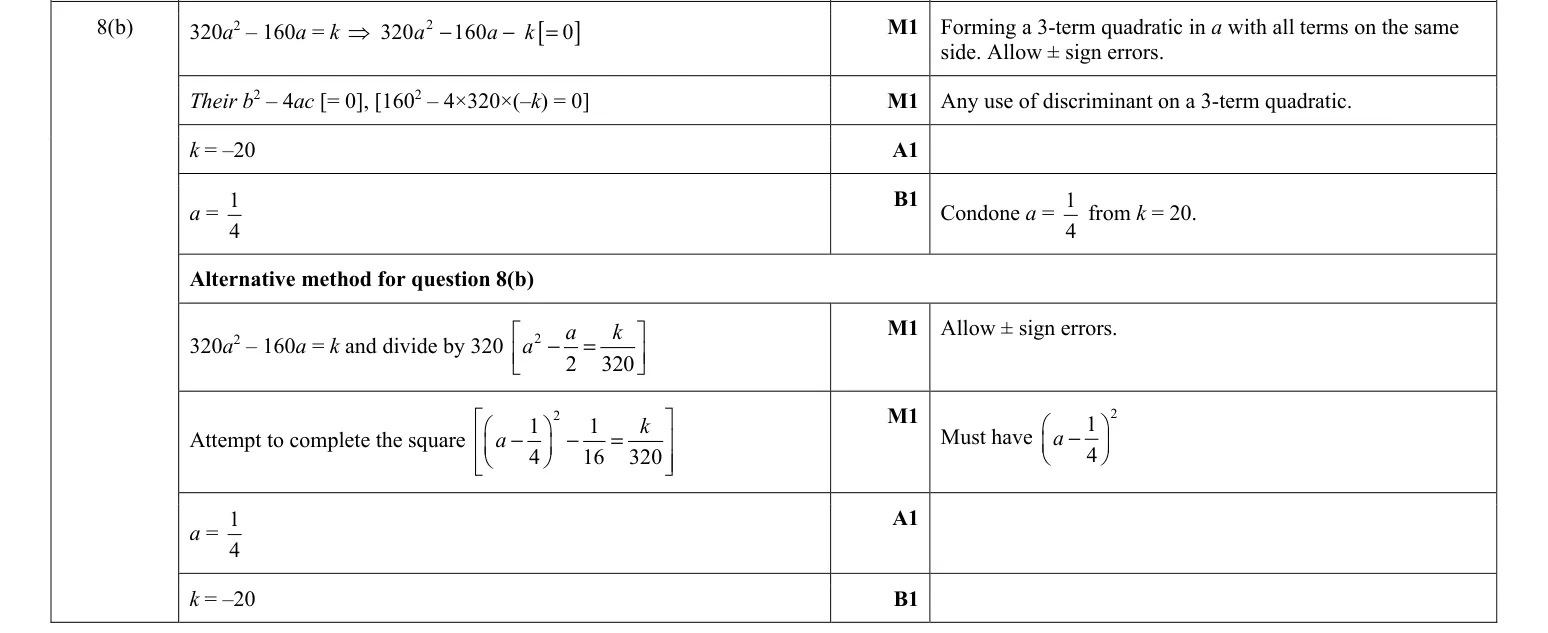 8(b)
320a² – 160a = k ⇒ 320a² −160a − k[= 0]
M1
Forming a 3-term quadratic in a with all terms on the same
side. Allow ± sign errors.
Their b² – 4ac [= 0], [160² – 4×320×(–k) = 0]
M1
Any use of discriminant on a 3-term quadratic.
k = –20
A1
a = 1/4
B1
Condone a = 1/4 from k = 20.
Alternative method for question 8(b)
320a² – 160a = k and divide by 320 [a² − a/2 = k/320]
M1
Allow ± sign errors.
Attempt to complete the square [(a − 1/4)² − 1/16 = k/320]
M1
Must have (a − 1/4)²
a = 1/4
A1
k = –20
B1